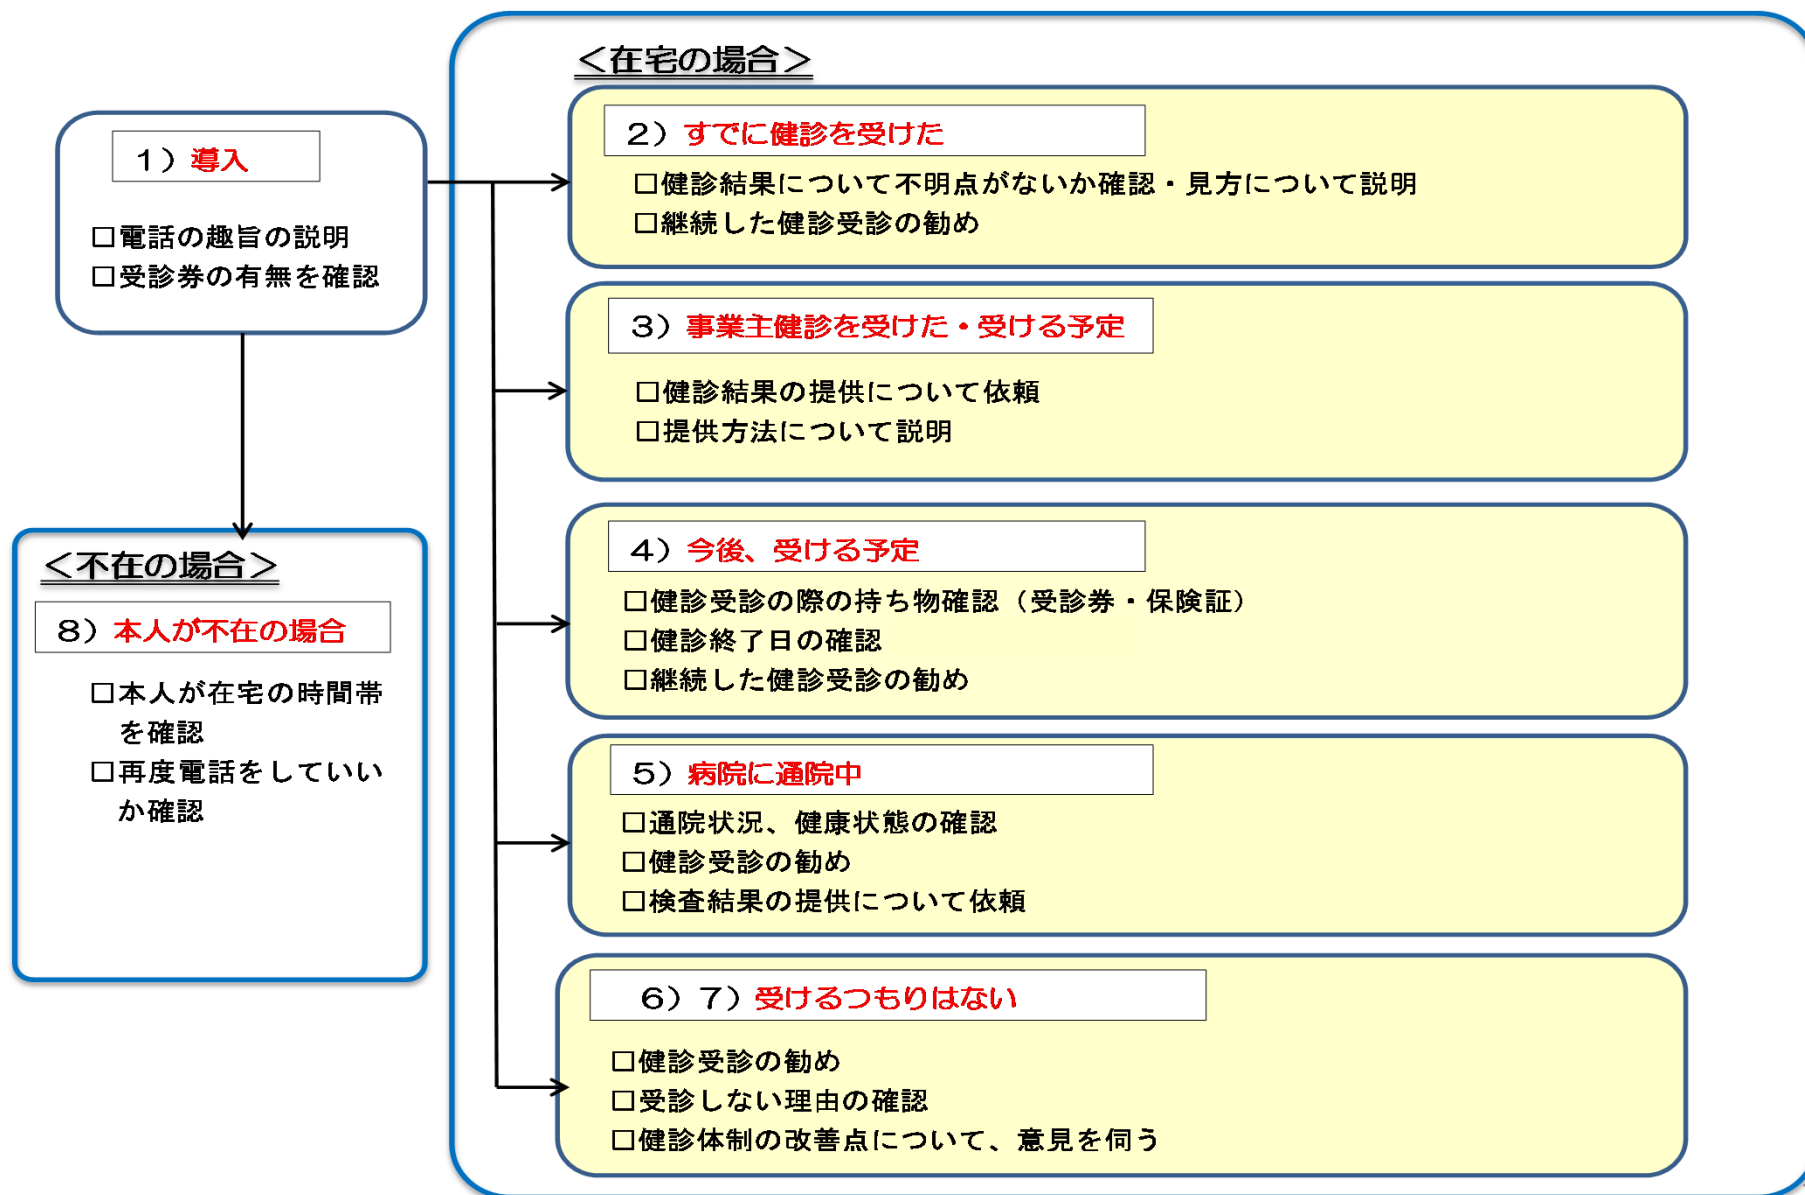 1）導入
□電話の趣旨の説明
□受診券の有無を確認
＜不在の場合＞
8）本人が不在の場合
□本人が在宅の時間帯
を確認
□再度電話をしていい
か確認
＜在宅の場合＞
2）すでに健診を受けた
□健診結果について不明点がないか確認・見方について説明
□継続した健診受診の勧め
3）事業主健診を受けた・受ける予定
□健診結果の提供について依頼
□提供方法について説明
4）今後、受ける予定
□健診受診の際の持ち物確認（受診券・保険証）
□健診終了日の確認
□継続した健診受診の勧め
5）病院に通院中
□通院状況、健康状態の確認
□健診受診の勧め
□検査結果の提供について依頼
6）7）受けるつもりはない
□健診受診の勧め
□受診しない理由の確認
□健診体制の改善点について、意見を伺う